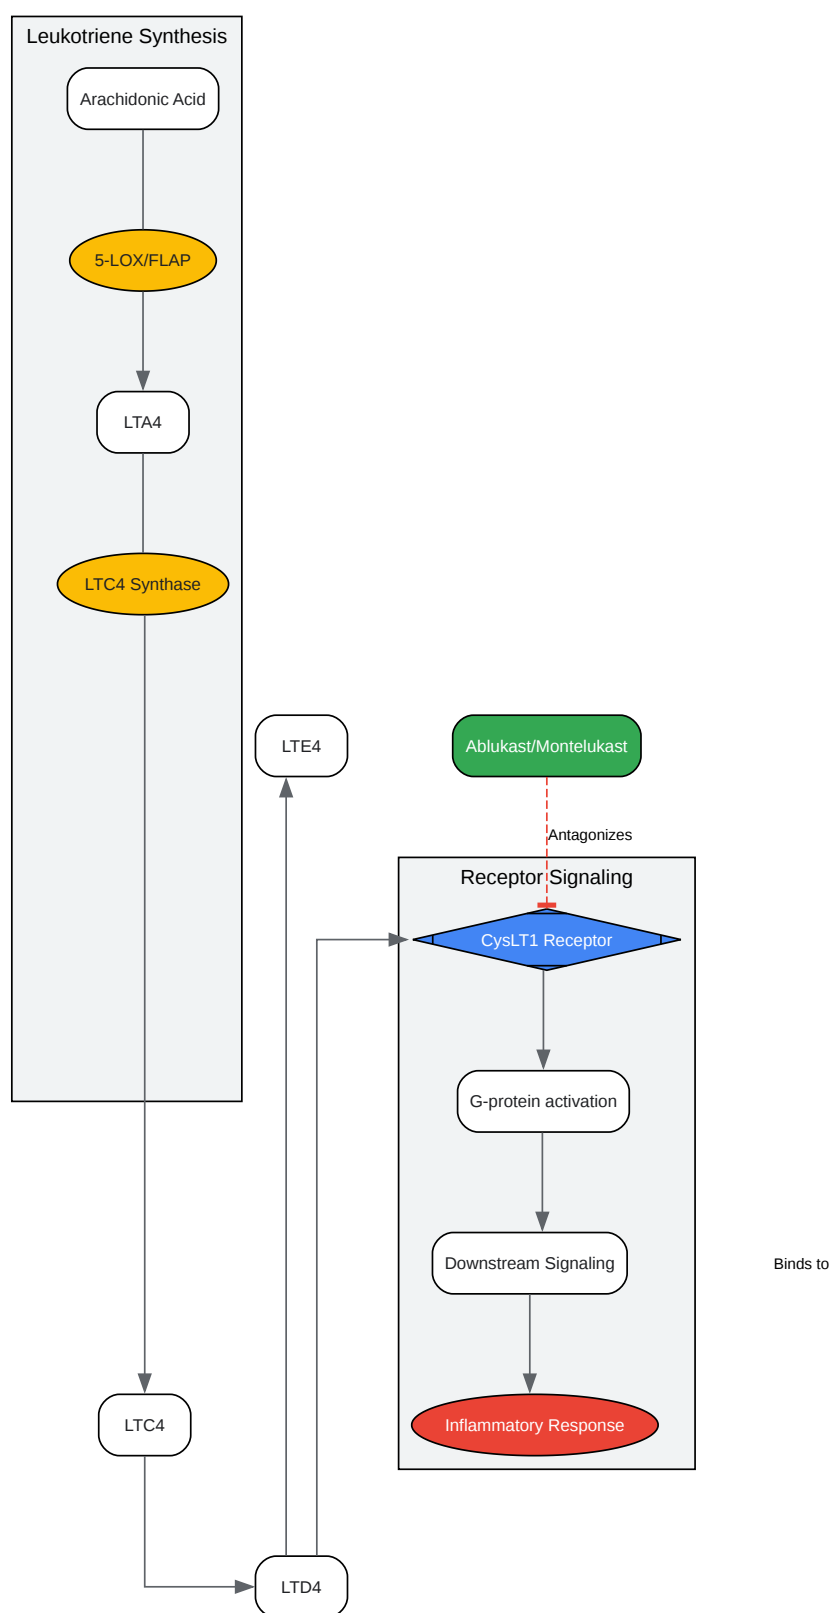 Leukotriene Synthesis
Arachidonic Acid
5-LOX/FLAP
LTA4
LTC4 Synthase
LTE4
Ablukast/Montelukast
Antagonizes
Receptor Signaling
CysLT1 Receptor
G-protein activation
Downstream Signaling
Binds to
LTC4
Inflammatory Response
LTD4